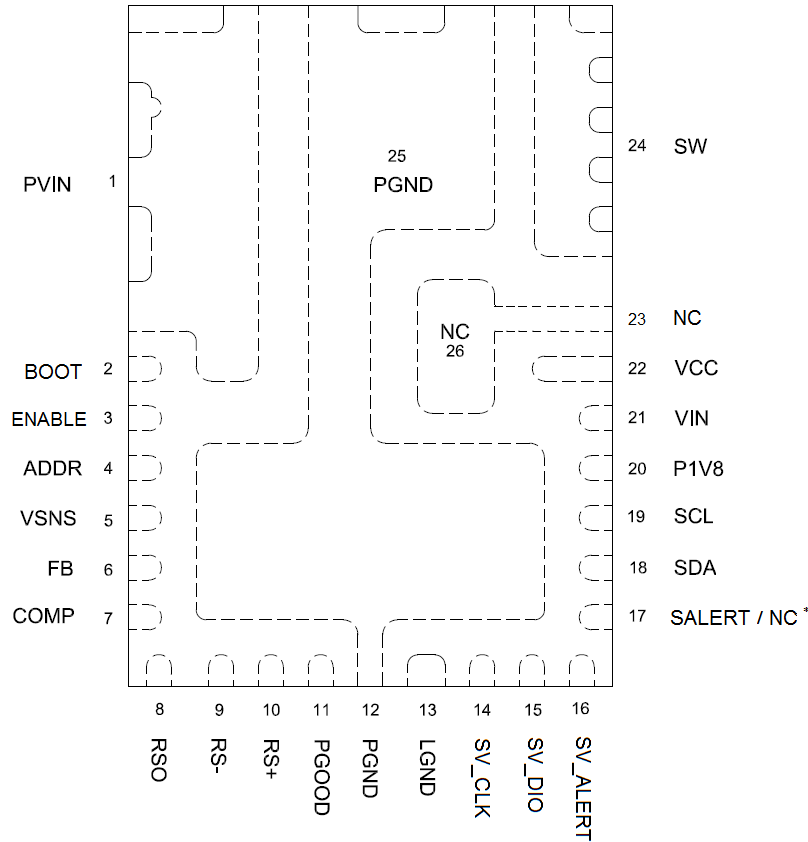 25
PGND
24 SW
PVIN 1
23 NC
NC
26
BOOT 2
22 VCC
ENABLE 3
21 VIN
ADDR 4
20 P1V8
VSNS 5
19 SCL
FB 6
18 SDA
COMP 7
17 SALERT / NC*
8 9 10 11 12 13 14 15 16
RSO
RS-
RS+
PGOOD
PGND
LGND
SV_CLK
SV_DIO
SV_ALERT